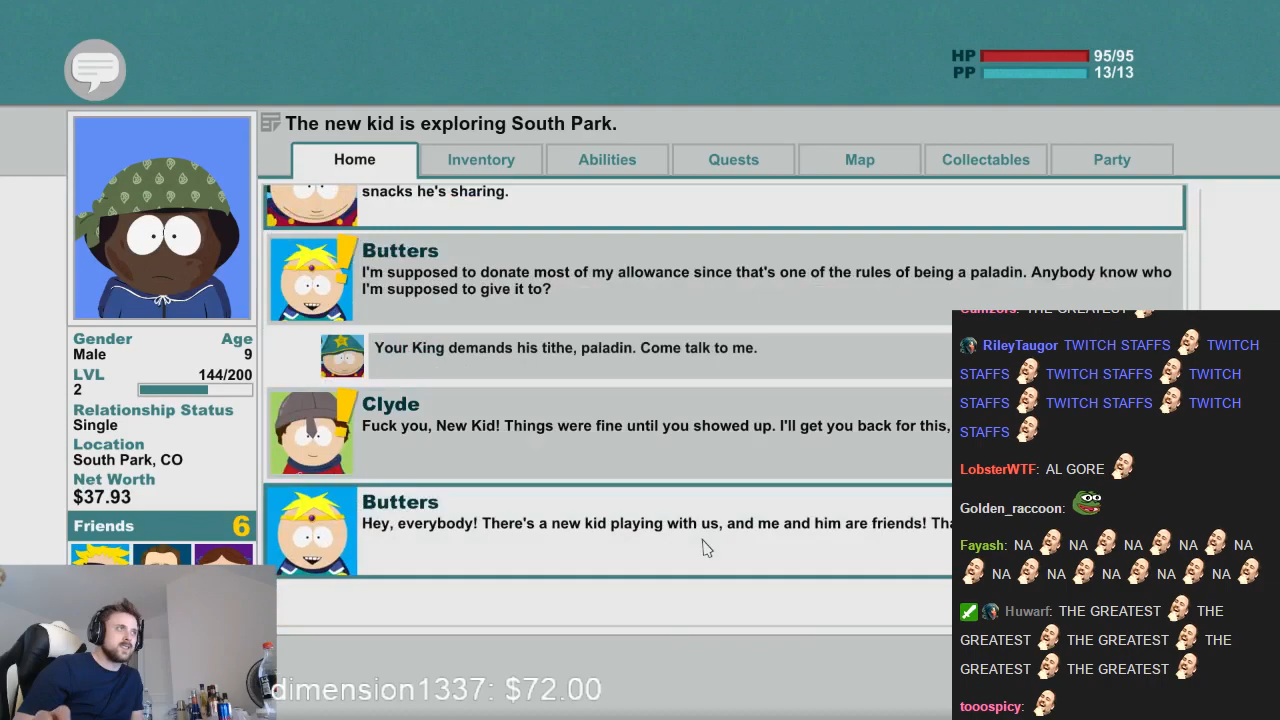 HP 95/95
PP 13/13
The new kid is exploring South Park.
Home Inventory Abilities Quests Map Collectables Party
snacks he's sharing.
Butters
I'm supposed to donate most of my allowance since that's one of the rules of being a paladin. Anybody know who
I'm supposed to give it to?
Your King demands his tithe, paladin. Come talk to me.
Clyde
Fuck you, New Kid! Things were fine until you showed up. I'll get you back for this,
Butters
Hey, everybody! There's a new kid playing with us, and me and him are friends!
Gender Age
Male 9
LVL 144/200
2
Relationship Status
Single
Location
South Park, CO
Net Worth
$37.93
Friends 6
dimension1337: $72.00
THE GREATEST
RileyTaugor TWITCH STAFFS TWITCH
STAFFS TWITCH STAFFS TWITCH
STAFFS TWITCH STAFFS TWITCH
STAFFS
LobsterWTF: AL GORE
Golden_raccoon:
Fayash: NA NA NA NA NA
NA NA NA NA NA
Huwarf: THE GREATEST THE
GREATEST THE GREATEST THE
GREATEST THE GREATEST
tooospicy: